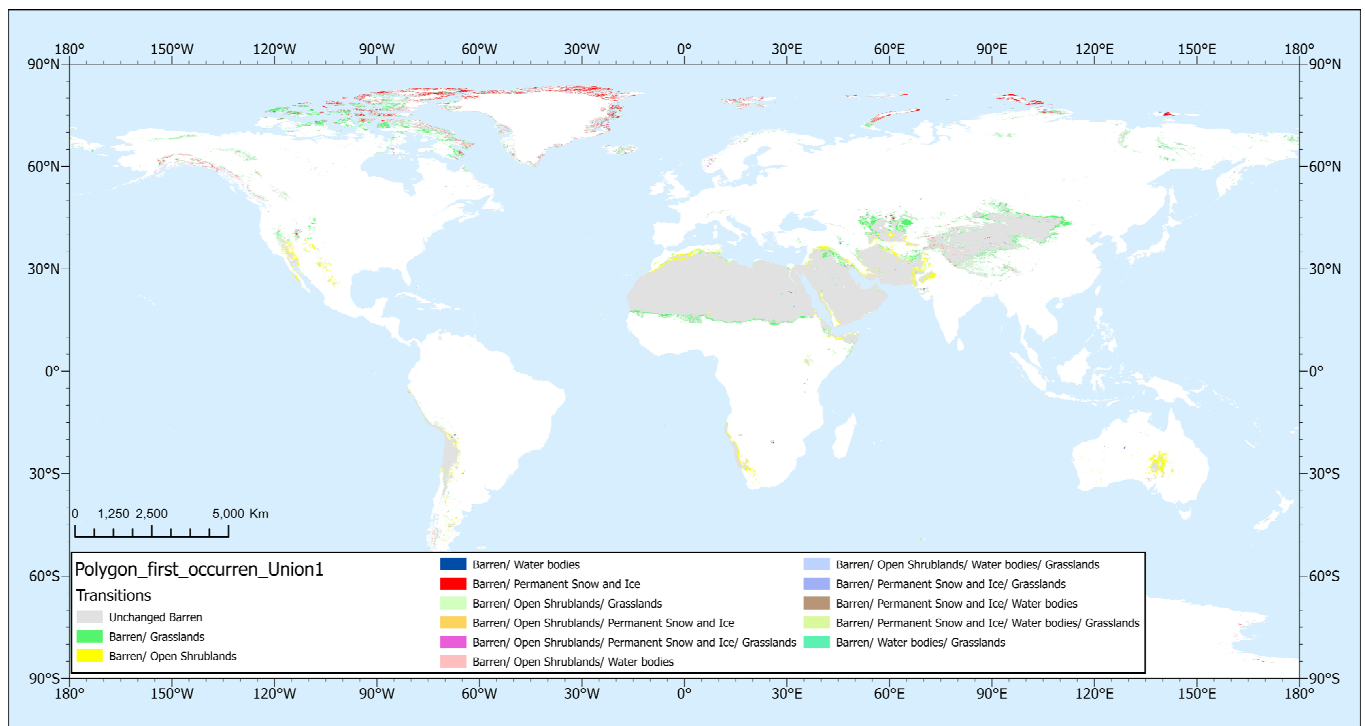 180° 150°W 120°W 90°W 60°W 30°W 0° 30°E 60°E 90°E 120°E 150°E 180°
90°N 90°N
60°N 60°N
30°N 30°N
0° 0°
30°S 30°S
0 1,250 2,500 5,000 Km
60°S 60°S
90°S 90°S
Polygon_first_occurren_Union1
Transitions
Unchanged Barren
Barren/ Grasslands
Barren/ Open Shrublands
Barren/ Water bodies
Barren/ Permanent Snow and Ice
Barren/ Open Shrublands/ Grasslands
Barren/ Open Shrublands/ Permanent Snow and Ice
Barren/ Open Shrublands/ Permanent Snow and Ice/ Grasslands
Barren/ Open Shrublands/ Water bodies
Barren/ Open Shrublands/ Water bodies/ Grasslands
Barren/ Permanent Snow and Ice/ Grasslands
Barren/ Permanent Snow and Ice/ Water bodies
Barren/ Permanent Snow and Ice/ Water bodies/ Grasslands
Barren/ Water bodies/ Grasslands
180° 150°W 120°W 90°W 60°W 30°W 0° 30°E 60°E 90°E 120°E 150°E 180°